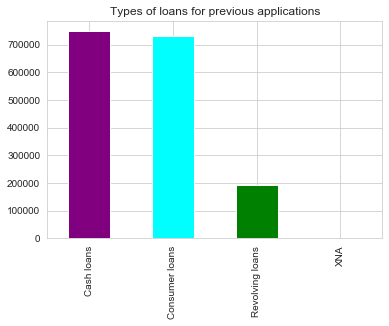 Types of loans for previous applications
700000
600000
500000
400000
300000
200000
100000
0
Cash loans
Consumer loans
Revolving loans
XNA